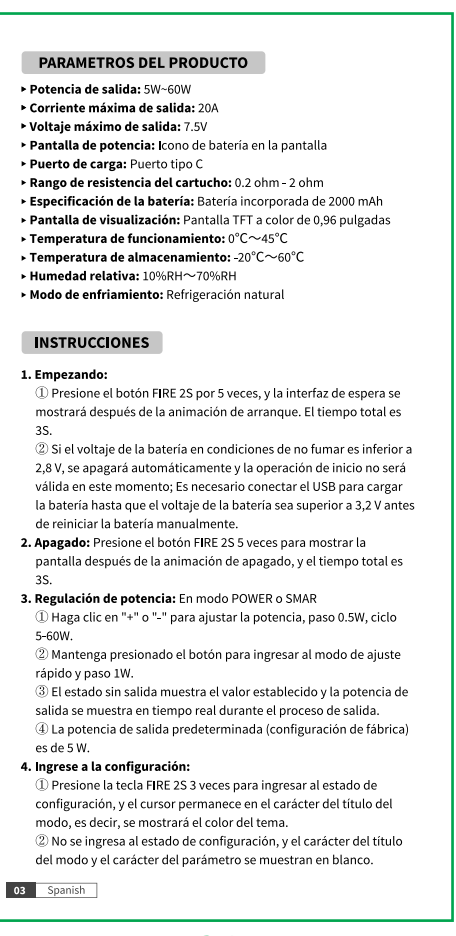 PARAMETROS DEL PRODUCTO
▸ Potencia de salida: 5W~60W
▸ Corriente máxima de salida: 20A
▸ Voltaje máximo de salida: 7.5V
▸ Pantalla de potencia: Icono de batería en la pantalla
▸ Puerto de carga: Puerto tipo C
▸ Rango de resistencia del cartucho: 0.2 ohm - 2 ohm
▸ Especificación de la batería: Batería incorporada de 2000 mAh
▸ Pantalla de visualización: Pantalla TFT a color de 0,96 pulgadas
▸ Temperatura de funcionamiento: 0℃～45℃
▸ Temperatura de almacenamiento: -20℃～60℃
▸ Humedad relativa: 10%RH～70%RH
▸ Modo de enfriamiento: Refrigeración natural
INSTRUCCIONES
1. Empezando:
① Presione el botón FIRE 2S por 5 veces, y la interfaz de espera se
mostrará después de la animación de arranque. El tiempo total es
3S.
② Si el voltaje de la batería en condiciones de no fumar es inferior a
2,8 V, se apagará automáticamente y la operación de inicio no será
válida en este momento; Es necesario conectar el USB para cargar
la batería hasta que el voltaje de la batería sea superior a 3,2 V antes
de reiniciar la batería manualmente.
2. Apagado: Presione el botón FIRE 2S 5 veces para mostrar la
pantalla después de la animación de apagado, y el tiempo total es
3S.
3. Regulación de potencia: En modo POWER o SMAR
① Haga clic en "+" o "-" para ajustar la potencia, paso 0.5W, ciclo
5-60W.
② Mantenga presionado el botón para ingresar al modo de ajuste
rápido y paso 1W.
③ El estado sin salida muestra el valor establecido y la potencia de
salida se muestra en tiempo real durante el proceso de salida.
④ La potencia de salida predeterminada (configuración de fábrica)
es de 5 W.
4. Ingrese a la configuración:
① Presione la tecla FIRE 2S 3 veces para ingresar al estado de
configuración, y el cursor permanece en el carácter del título del
modo, es decir, se mostrará el color del tema.
② No se ingresa al estado de configuración, y el carácter del título
del modo y el carácter del parámetro se muestran en blanco.
03 Spanish